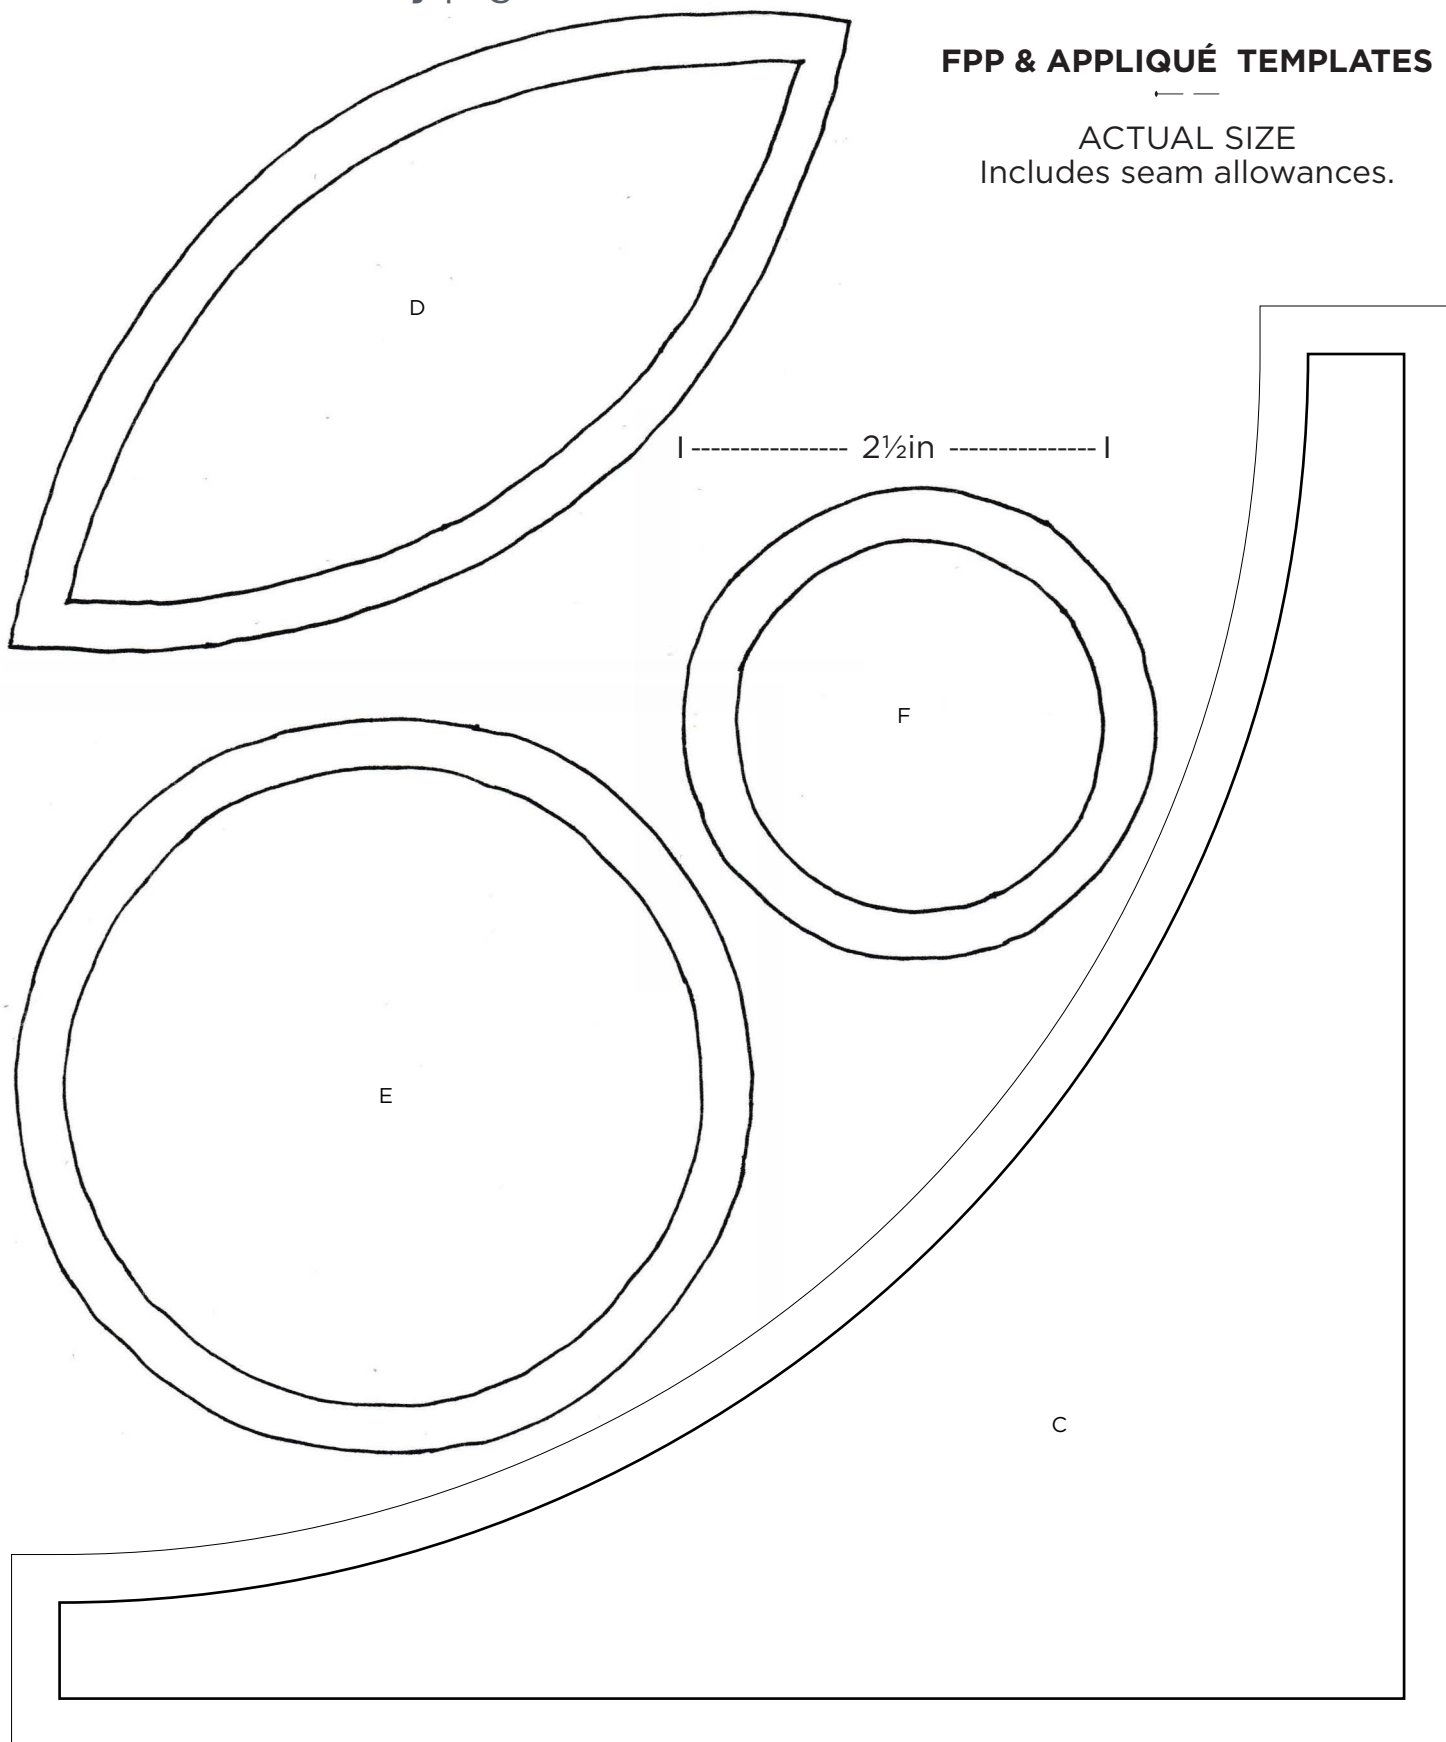 FPP & APPLIQUÉ TEMPLATES
ACTUAL SIZE
Includes seam allowances.
D
I ---------------- 2½in --------------- I
F
E
C